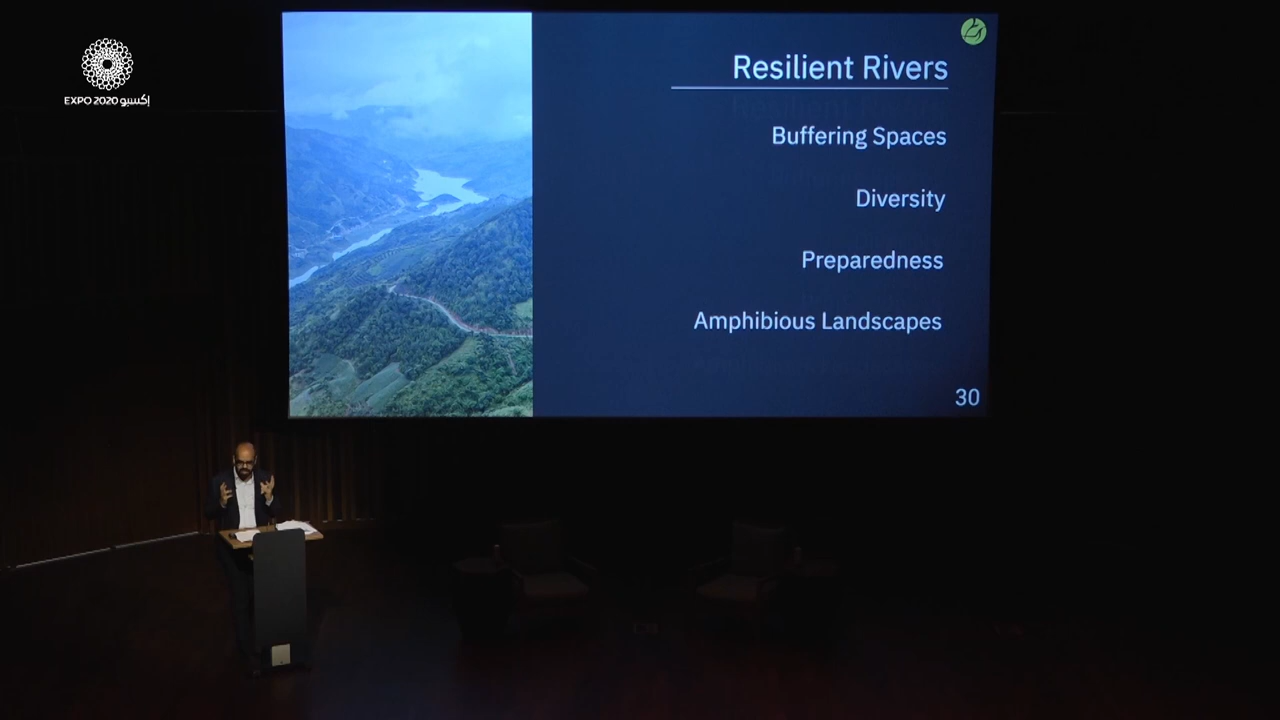 EXPO 2020 إكسبو
Resilient Rivers
Buffering Spaces
Diversity
Preparedness
Amphibious Landscapes
30